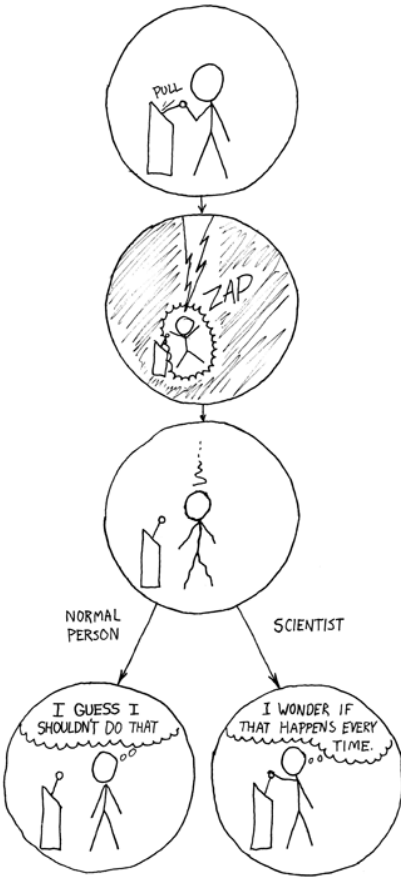 PULL
ZAP
NORMAL
PERSON
SCIENTIST
I GUESS I
SHOULDN'T DO THAT
I WONDER IF
THAT HAPPENS EVERY
TIME.